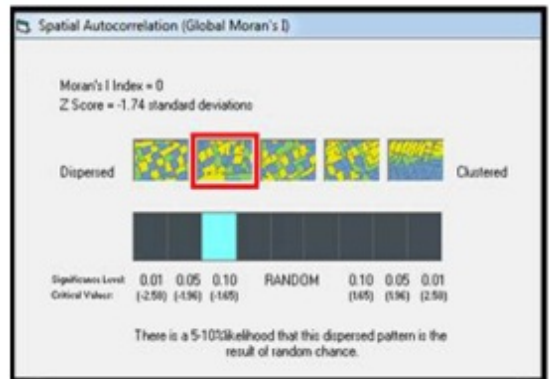 Spatial Autocorrelation (Global Moran's I)
Moran's I Index = 0
Z Score = -1.74 standard deviations
Dispersed
Clustered
Significance Level: 0.01 0.05 0.10 RANDOM 0.10 0.05 0.01
Critical Values: (-2.58) (-1.96) (-1.65) (1.65) (1.96) (2.58)
There is a 5-10% likelihood that this dispersed pattern is the
result of random chance.